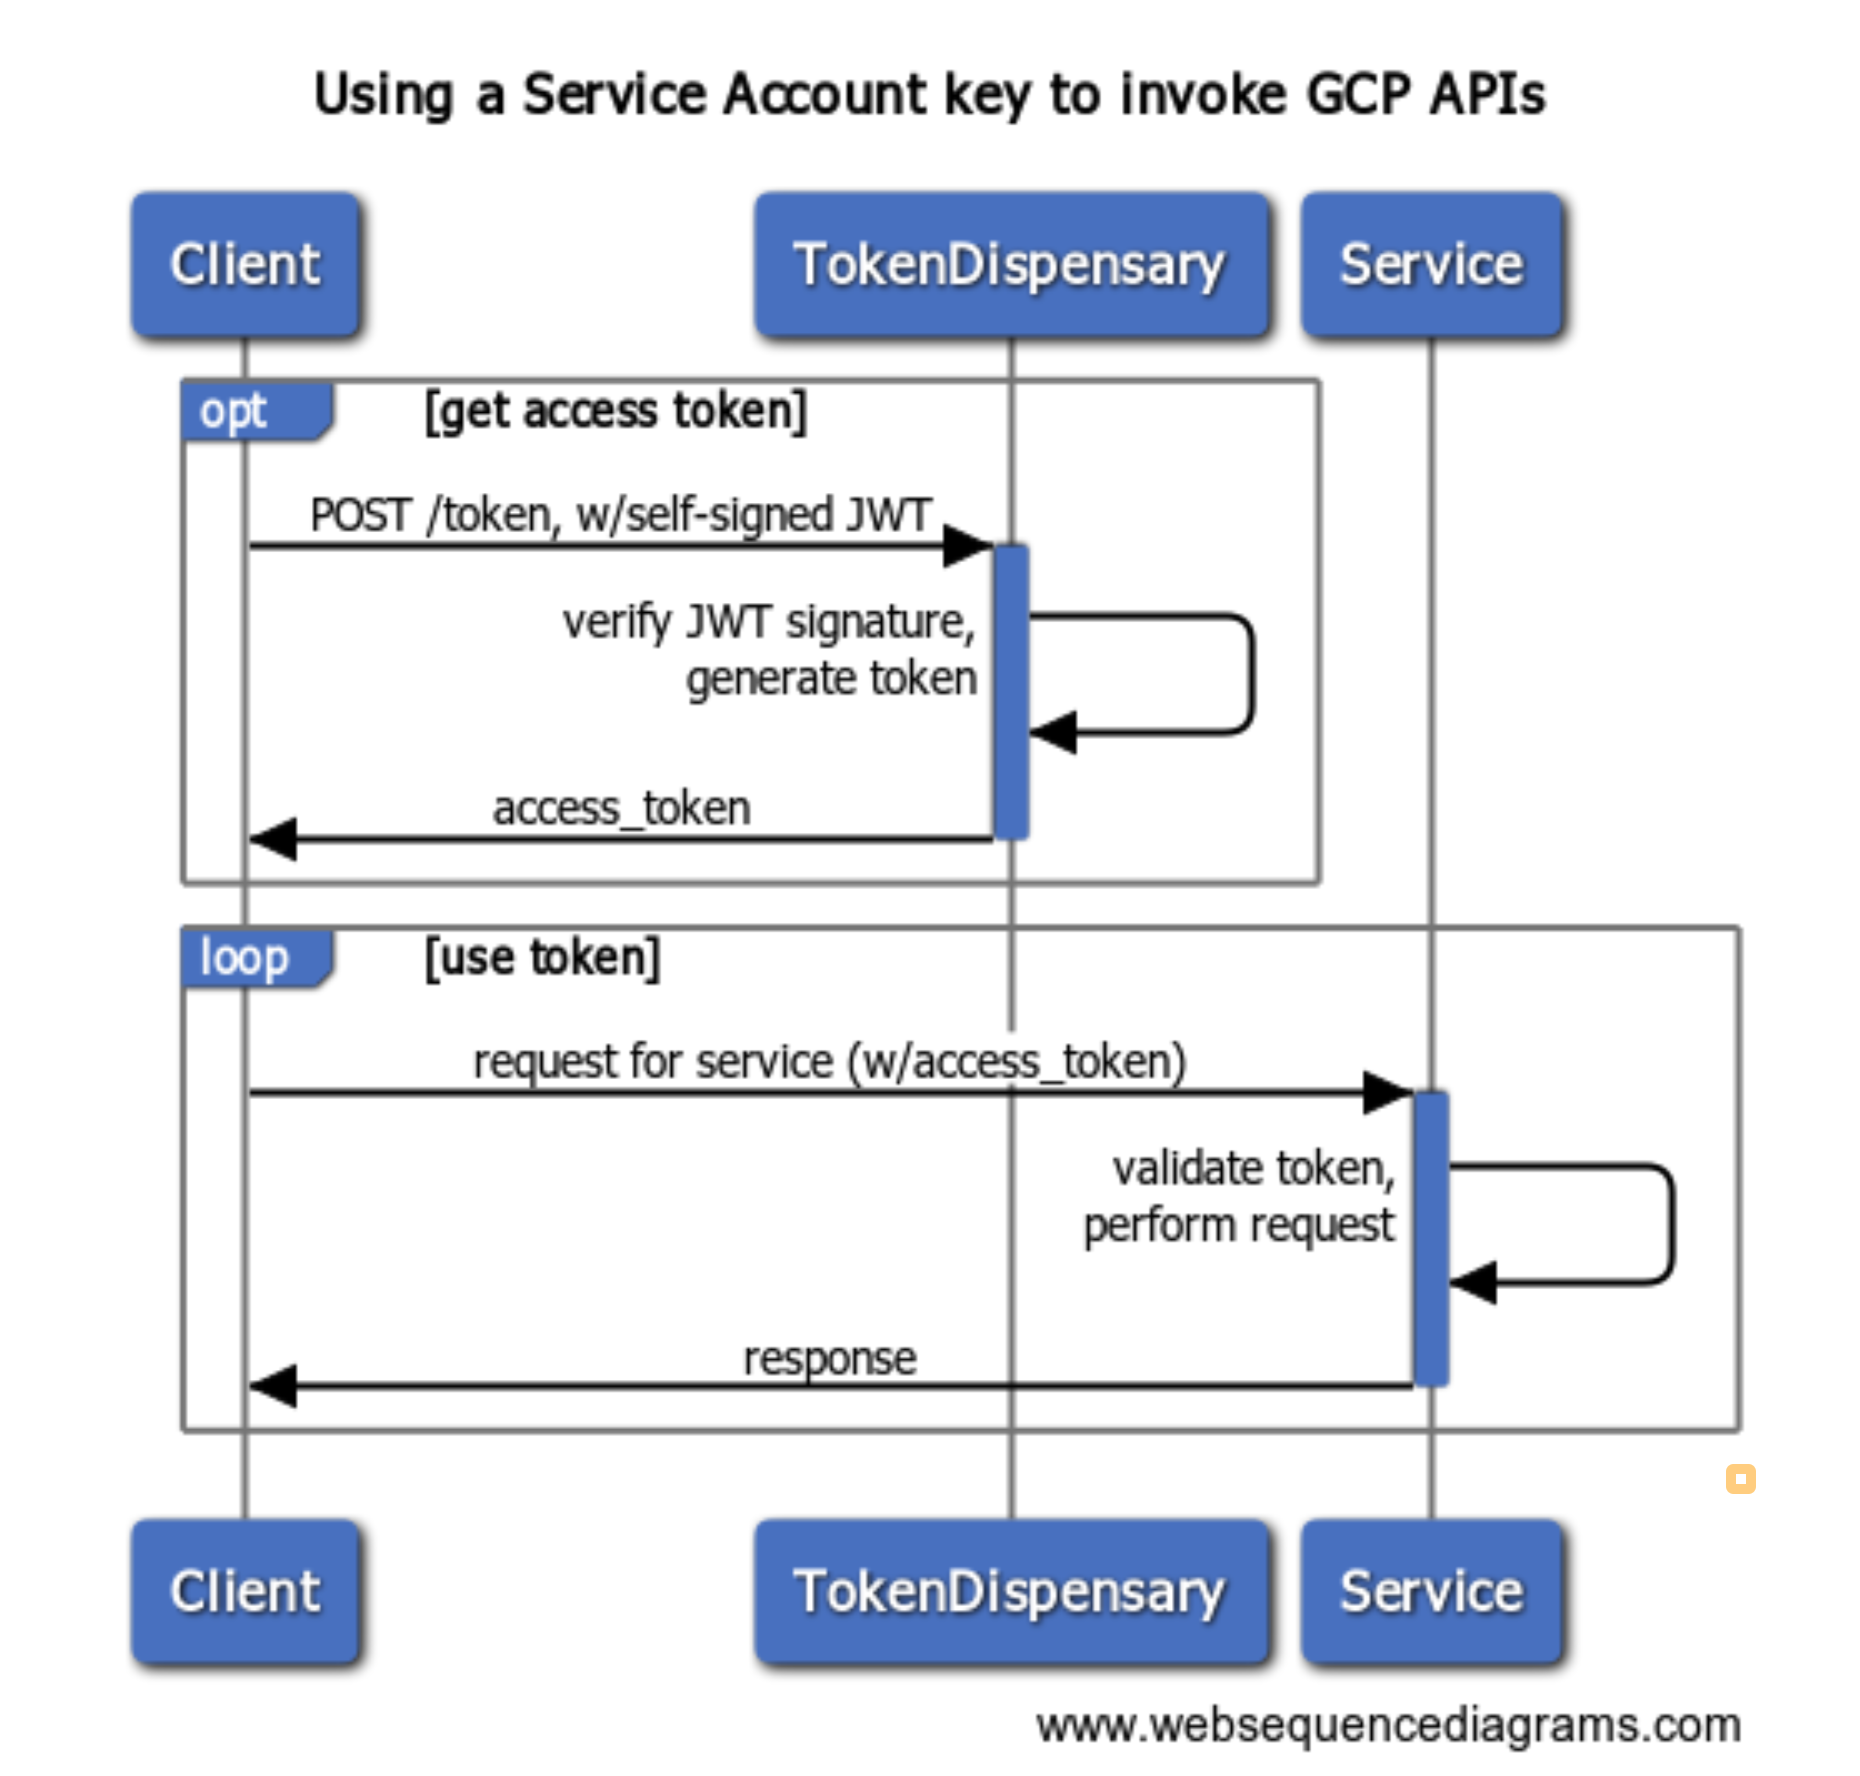 Using a Service Account key to invoke GCP APIs
Client
TokenDispensary
Service
opt
[get access token]
POST /token, w/self-signed JWT
verify JWT signature,
generate token
access_token
loop
[use token]
request for service (w/access_token)
validate token,
perform request
response
Client
TokenDispensary
Service
www.websequencediagrams.com